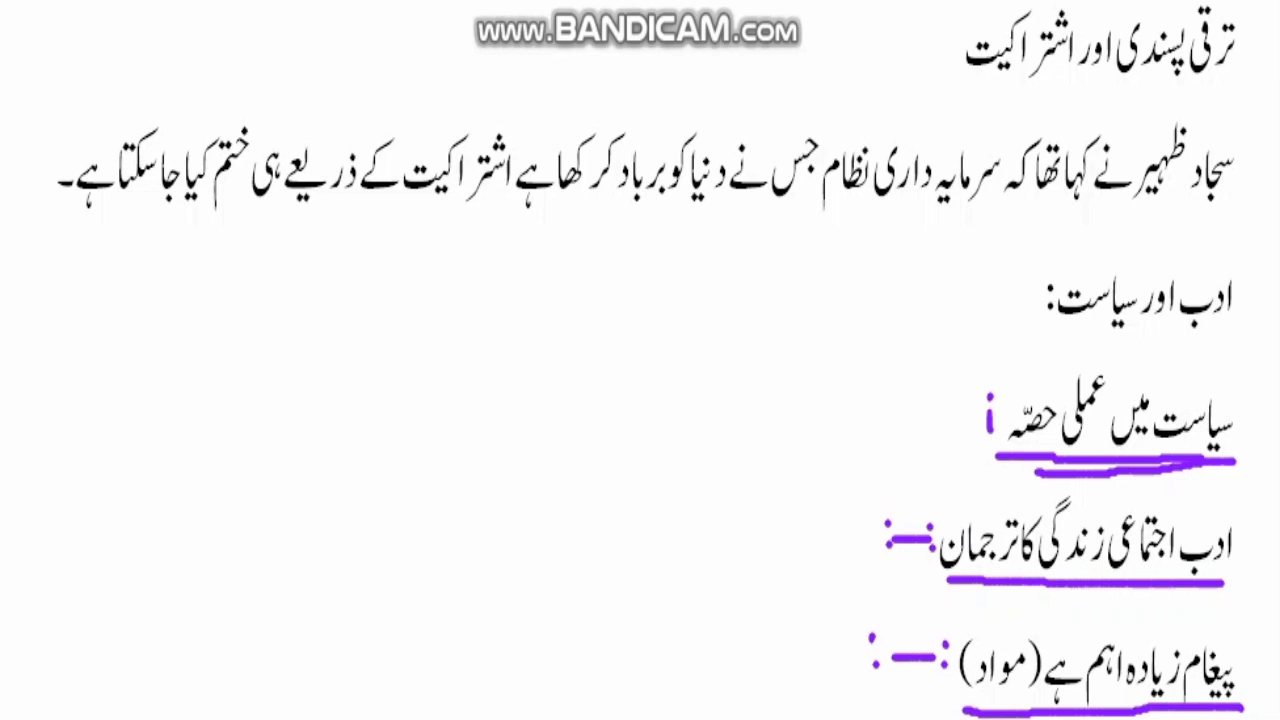 www.BANDICAM.com
ترقی پسندی اور اشتراکیت
سجاد ظہیر نے کہا تھا کہ سرمایہ داری نظام جس نے دنیا کو برباد کر رکھا ہے اشتراکیت کے ذریعے ہی ختم کیا جا سکتا ہے۔
ادب اور سیاست:
سیاست میں عملی حصّہ
ادب اجتماعی زندگی کا ترجمان :–:
پیغام زیادہ اہم ہے (مواد) :–: